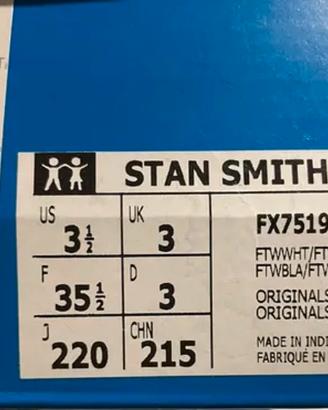 STAN SMITH
US 3½ UK 3
F 35½ D 3
J 220 CHN 215
FX7519
FTWWHT/FT
FTWBLA/FTW
ORIGINALS
ORIGINALS
MADE IN INDI
FABRIQUÉ EN